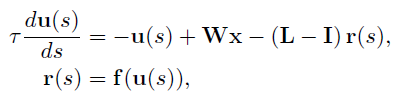 τ du(s)/ds = −u(s) + Wx − (L − I) r(s),
r(s) = f(u(s)),